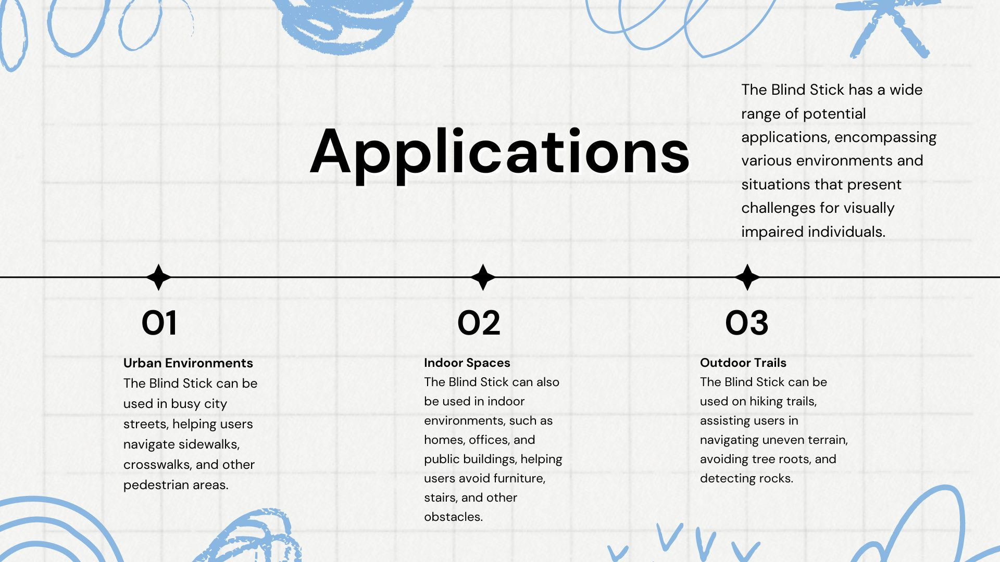 Applications
The Blind Stick has a wide
range of potential
applications, encompassing
various environments and
situations that present
challenges for visually
impaired individuals.
01
Urban Environments
The Blind Stick can be
used in busy city
streets, helping users
navigate sidewalks,
crosswalks, and other
pedestrian areas.
02
Indoor Spaces
The Blind Stick can also
be used in indoor
environments, such as
homes, offices, and
public buildings, helping
users avoid furniture,
stairs, and other
obstacles.
03
Outdoor Trails
The Blind Stick can be
used on hiking trails,
assisting users in
navigating uneven terrain,
avoiding tree roots, and
detecting rocks.